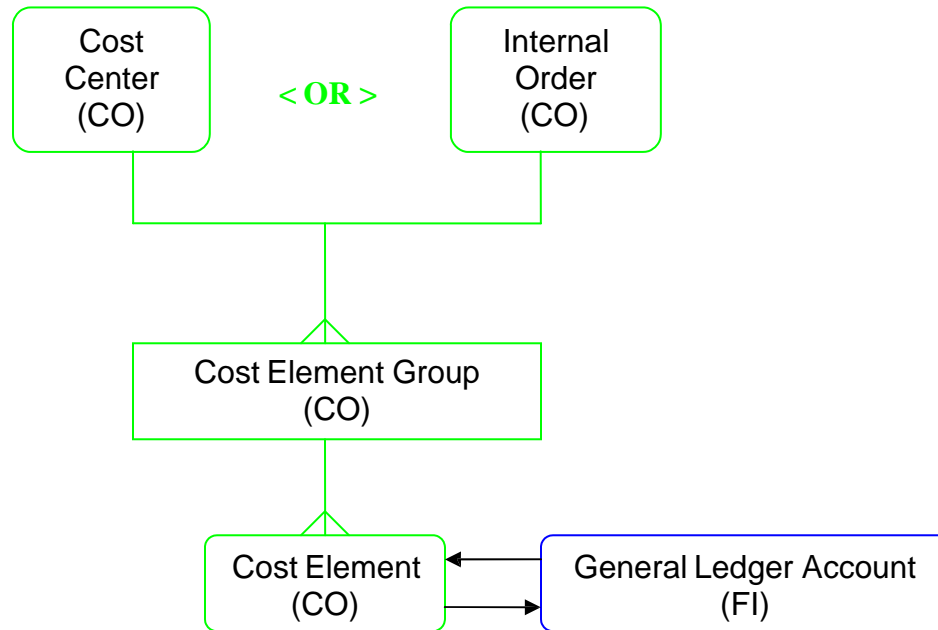 Cost
Center
(CO)
< OR >
Internal
Order
(CO)
Cost Element Group
(CO)
Cost Element
(CO)
General Ledger Account
(FI)